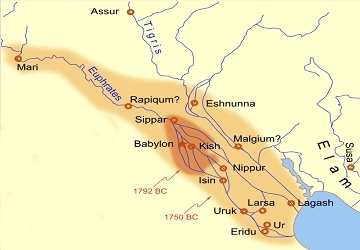 Assur
Tigris
Mari
Euphrates
Rapiqum?
Eshnunna
Sippar
Malgium?
Babylon
Kish
Elam
Susa
Nippur
1792 BC
Isin
1750 BC
Larsa
Lagash
Uruk
Ur
Eridu